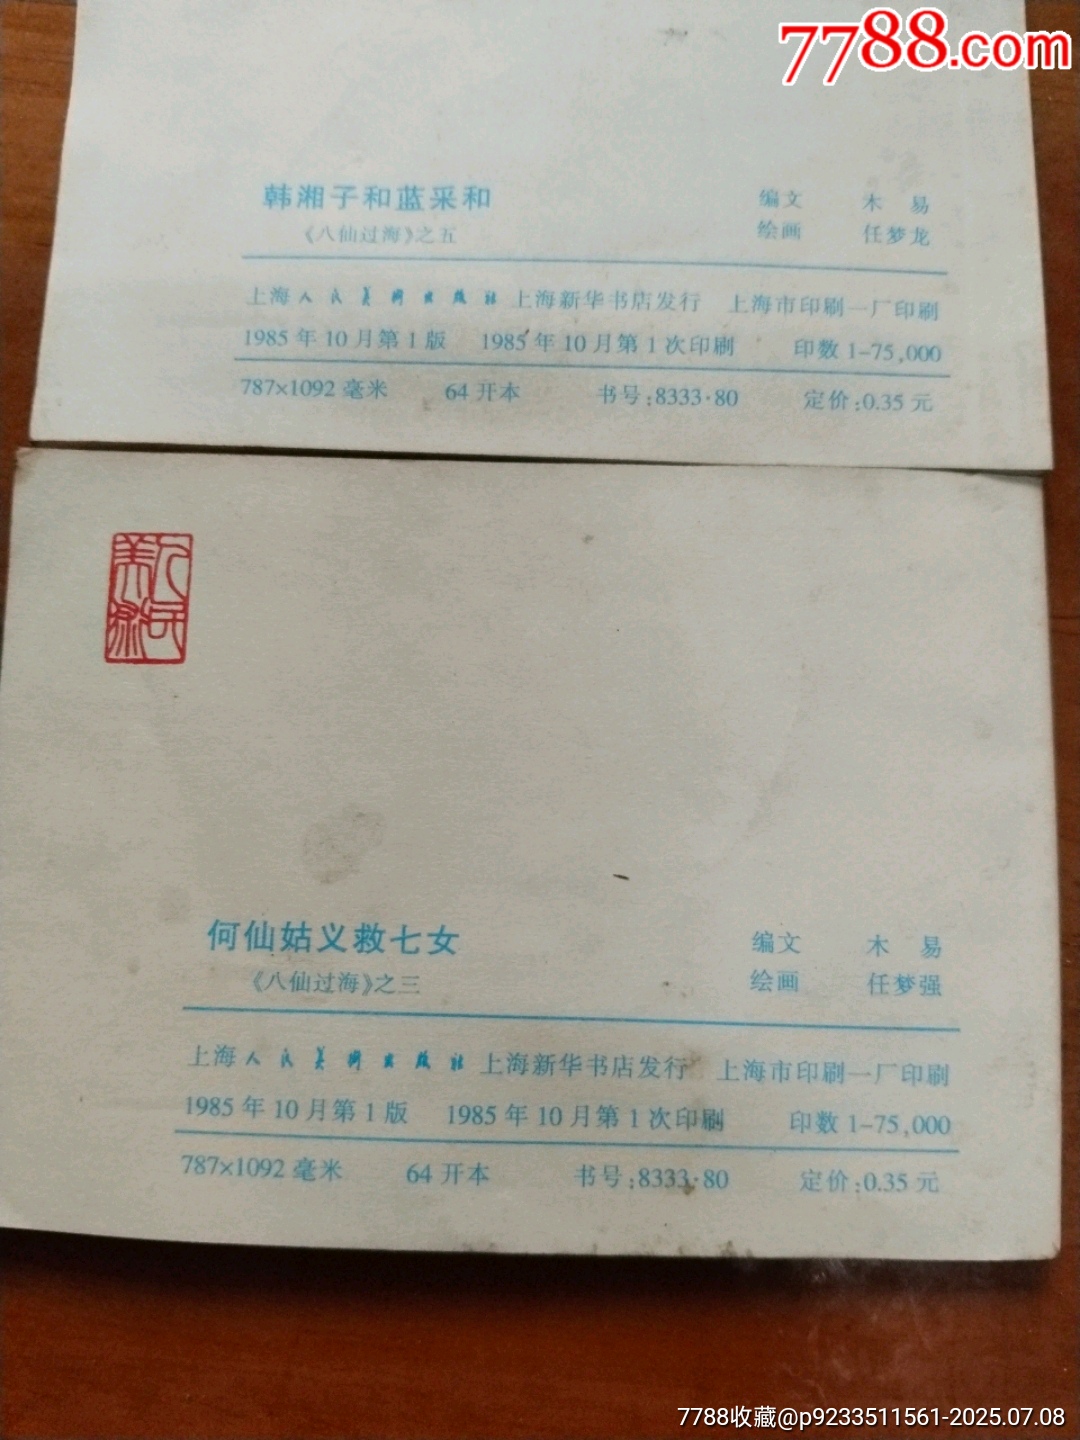 7788.com
韩湘子和蓝采和
《八仙过海》之五
编文 木易
绘画 任梦龙
上海人民美术出版社 上海新华书店发行 上海市印刷一厂印刷
1985年10月第1版 1985年10月第1次印刷 印数1-75,000
787×1092毫米 64开本 书号:8333·80 定价:0.35元
人民美术
何仙姑义救七女
《八仙过海》之三
编文 木易
绘画 任梦强
上海人民美术出版社 上海新华书店发行 上海市印刷一厂印刷
1985年10月第1版 1985年10月第1次印刷 印数1-75,000
787×1092毫米 64开本 书号:8333·80 定价:0.35元
7788收藏@p9233511561-2025.07.08